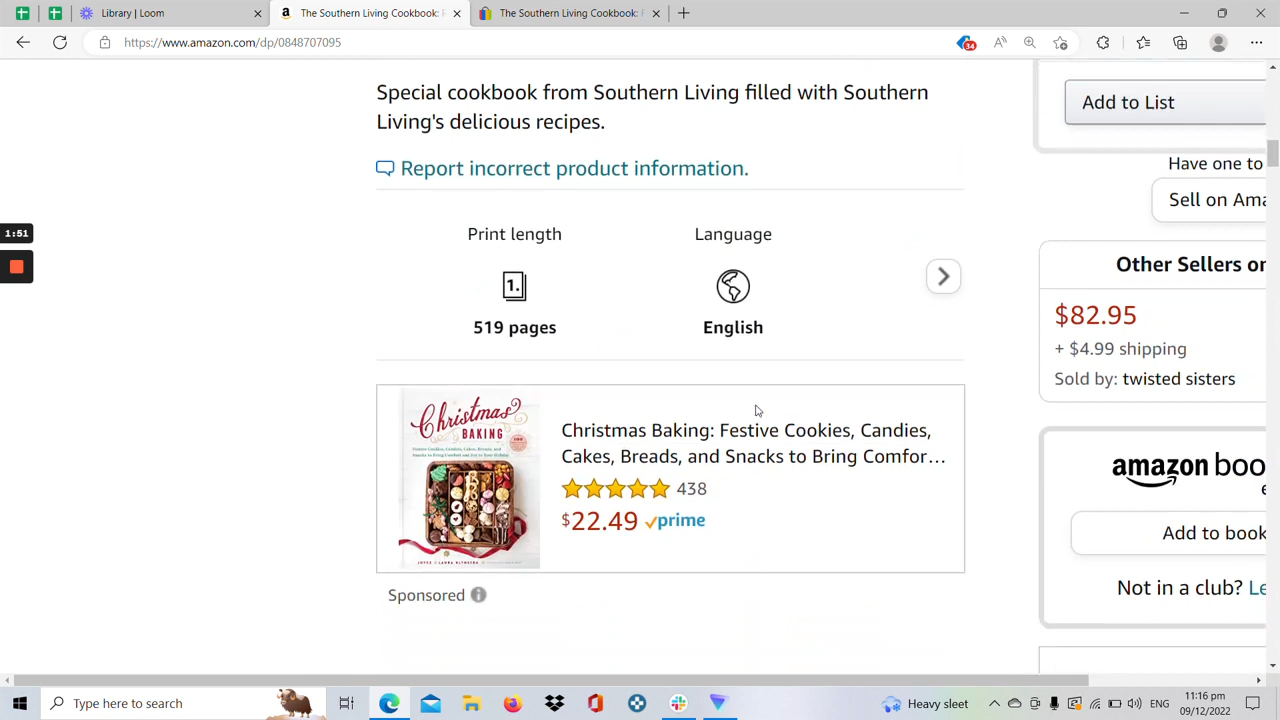 Library | Loom
The Southern Living Cookbook: F
The Southern Living Cookbook: F
https://www.amazon.com/dp/0848707095
34
Special cookbook from Southern Living filled with Southern
Living's delicious recipes.
Report incorrect product information.
Print length
Language
1.
519 pages
English
Christmas
BAKING
Christmas Baking: Festive Cookies, Candies,
Cakes, Breads, and Snacks to Bring Comfor...
438
$22.49 prime
Sponsored
Add to List
Have one to
Sell on Ama
Other Sellers on
$82.95
+ $4.99 shipping
Sold by: twisted sisters
amazon boo
Add to book
Not in a club? Le
1:51
Type here to search
Heavy sleet
ENG
11:16 pm
09/12/2022